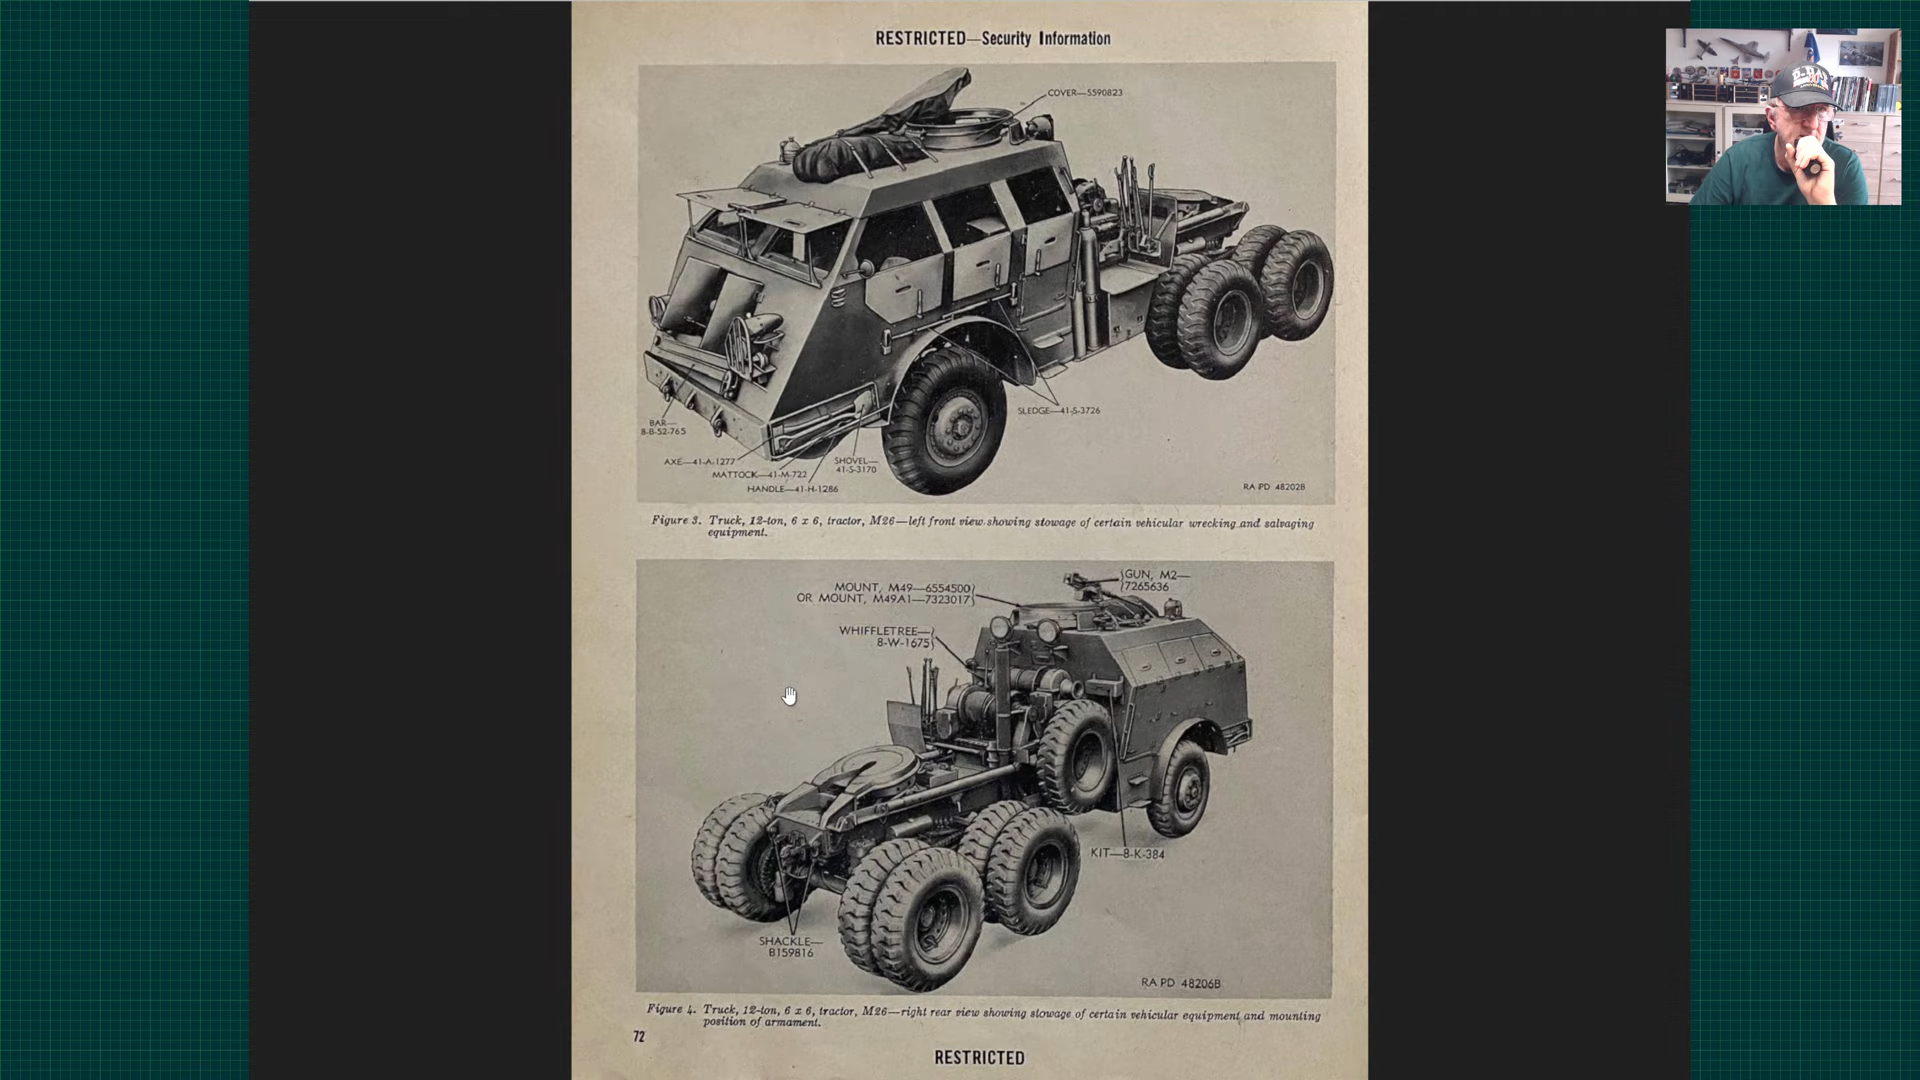 RESTRICTED—Security Information
COVER—5590823
BAR—
8-B-52-765
SLEDGE—41-S-3726
AXE—41-A-1277
MATTOCK—41-M-722
SHOVEL—
41-S-3170
HANDLE—41-H-1286
RA PD 48202B
Figure 3. Truck, 12-ton, 6 x 6, tractor, M26—left front view showing stowage of certain vehicular wrecking and salvaging
equipment.
MOUNT, M49—6554500
OR MOUNT, M49A1—7323017
GUN, M2—
7265636
WHIFFLETREE—
8-W-1675
KIT—8-K-384
SHACKLE—
B159816
RA PD 48206B
Figure 4. Truck, 12-ton, 6 x 6, tractor, M26—right rear view showing stowage of certain vehicular equipment and mounting
position of armament.
72
RESTRICTED